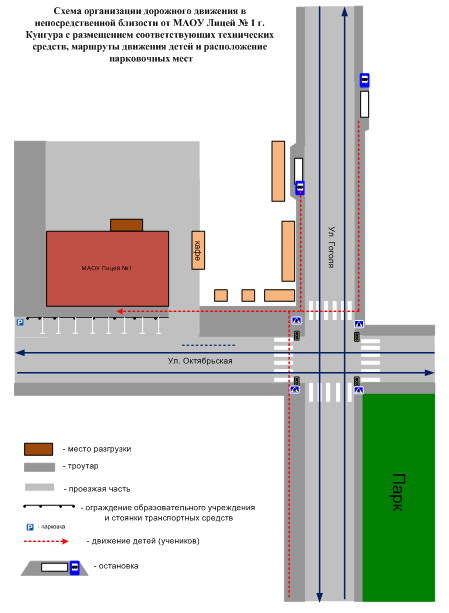 Схема организации дорожного движения в
непосредственной близости от МАОУ Лицей № 1 г.
Кунгура с размещением соответствующих технических
средств, маршруты движения детей и расположение
парковочных мест
Ул. Гоголя
кафе
МАОУ Лицей №1
P
Ул. Октябрьская
Парк
- место разгрузки
- троутар
- проезжая часть
- ограждение образовательного учреждения
и стоянки транспортных средств
P - парковка
- движение детей (учеников)
- остановка